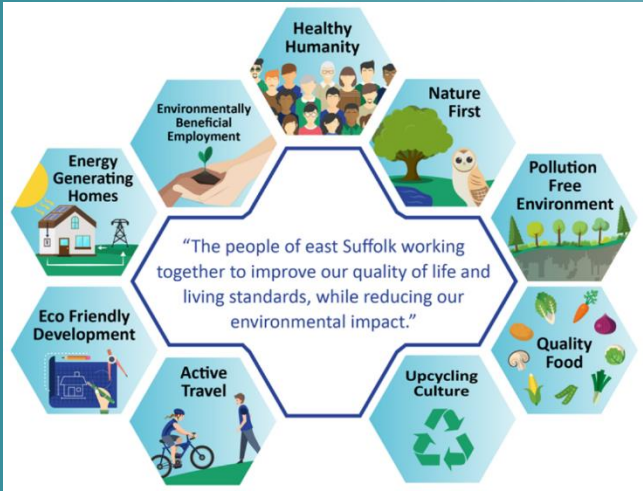 Healthy
Humanity
Environmentally
Beneficial
Employment
Nature
First
Energy
Generating
Homes
Pollution
Free
Environment
“The people of east Suffolk working
together to improve our quality of life and
living standards, while reducing our
environmental impact.”
Eco Friendly
Development
Quality
Food
Active
Travel
Upcycling
Culture